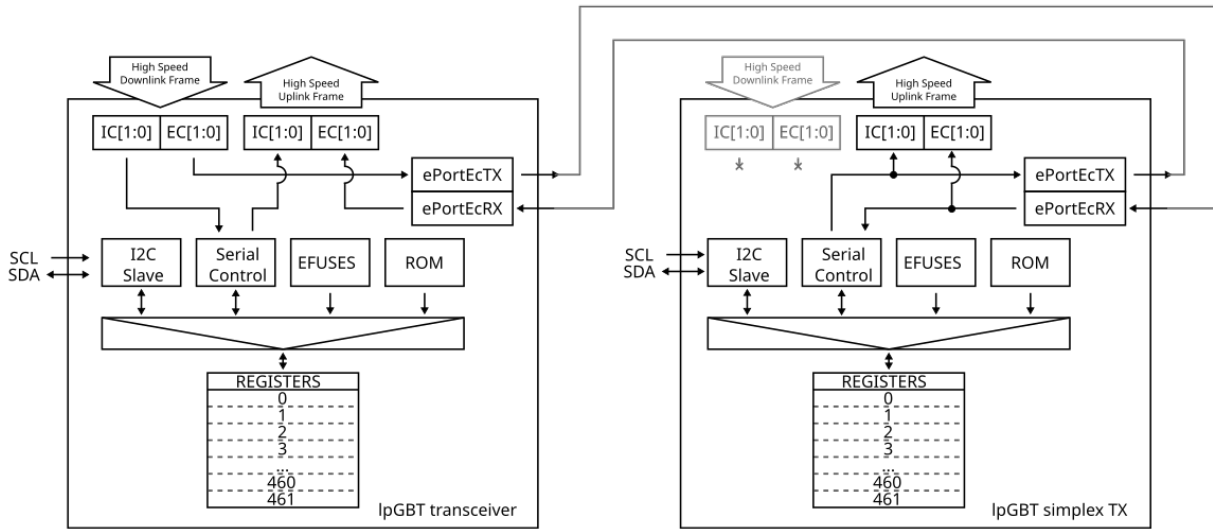 High Speed
Downlink Frame
High Speed
Uplink Frame
IC[1:0]
EC[1:0]
IC[1:0]
EC[1:0]
ePortEcTX
ePortEcRX
SCL
SDA
I2C
Slave
Serial
Control
EFUSES
ROM
REGISTERS
0
1
2
3
...
460
461
lpGBT transceiver
High Speed
Downlink Frame
High Speed
Uplink Frame
IC[1:0]
EC[1:0]
IC[1:0]
EC[1:0]
ePortEcTX
ePortEcRX
SCL
SDA
I2C
Slave
Serial
Control
EFUSES
ROM
REGISTERS
0
1
2
3
...
460
461
lpGBT simplex TX